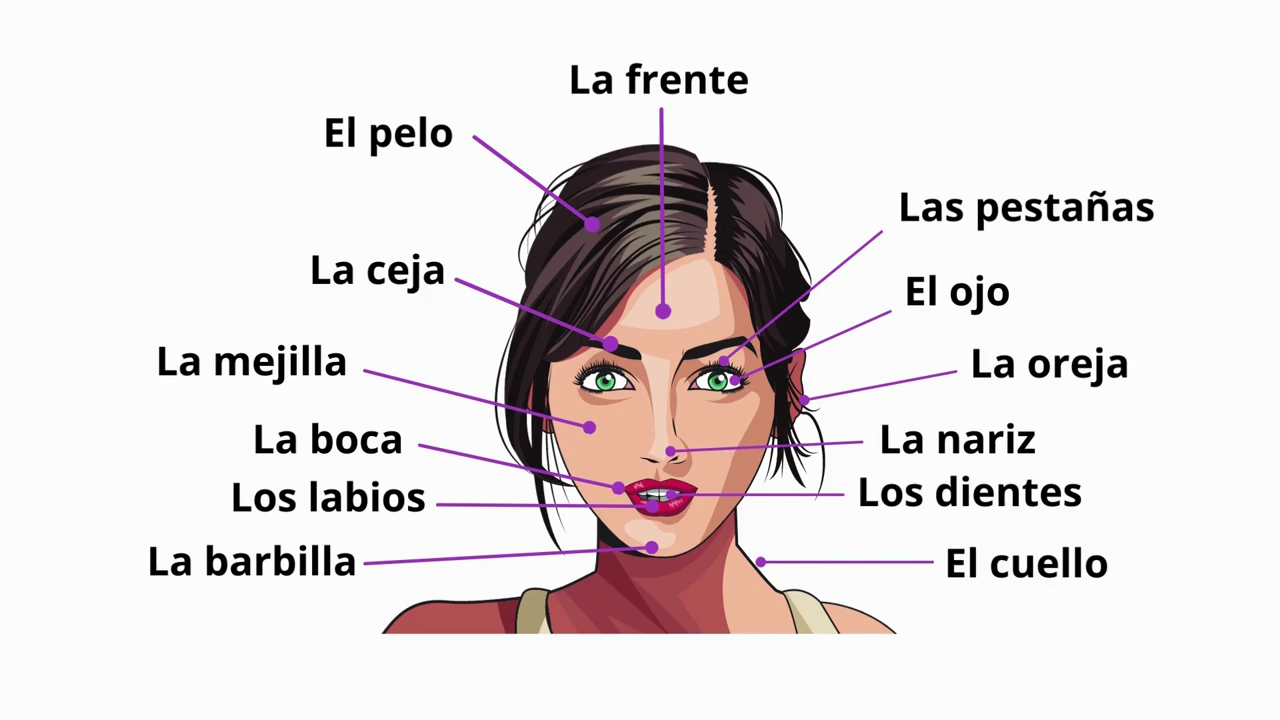 La frente
El pelo
Las pestañas
La ceja
El ojo
La mejilla
La oreja
La boca
La nariz
Los labios
Los dientes
La barbilla
El cuello